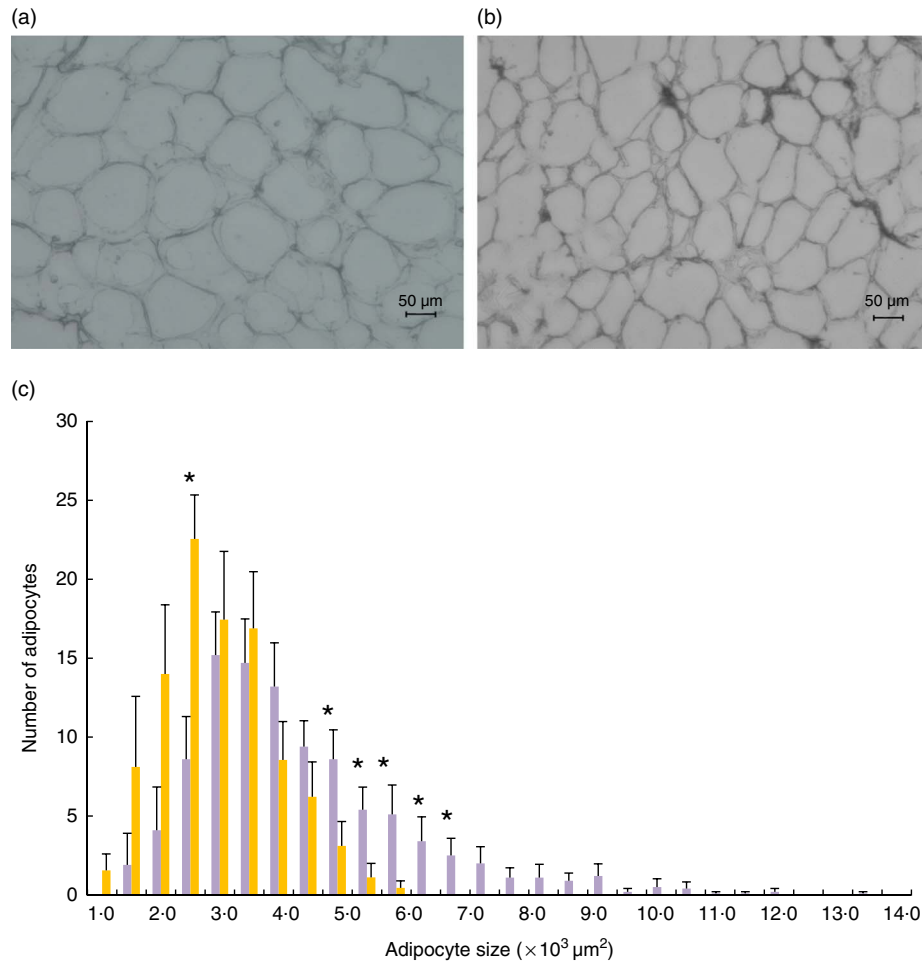 (a)
(b)
50 µm
50 µm
(c)
30
25
20
15
10
5
0
Number of adipocytes
*
*
*
*
*
*
1·0 2·0 3·0 4·0 5·0 6·0 7·0 8·0 9·0 10·0 11·0 12·0 13·0 14·0
Adipocyte size (×10³ µm²)